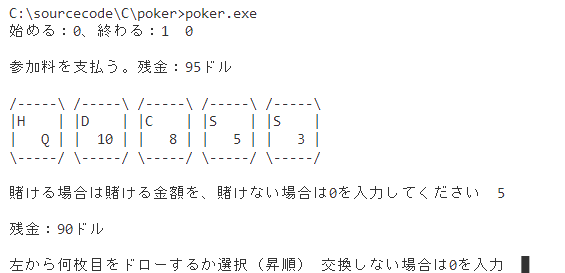 C:\sourcecode\C\poker>poker.exe
始める：0、終わる：1  0
参加料を支払う。残金：95ドル
/-----\ /-----\ /-----\ /-----\ /-----\
|H    | |D    | |C    | |S    | |S    |
|    Q| |   10| |    8| |    5| |    3|
\-----/ \-----/ \-----/ \-----/ \-----/
賭ける場合は賭ける金額を、賭けない場合は0を入力してください  5
残金：90ドル
左から何枚目をドローするか選択（昇順） 交換しない場合は0を入力